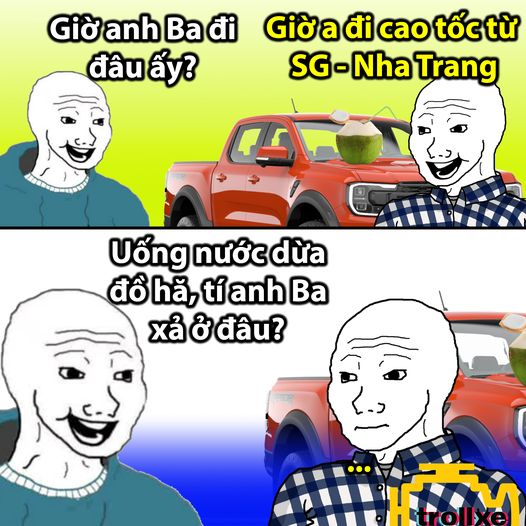 Giờ anh Ba đi
đâu ấy?
Giờ a đi cao tốc từ
SG - Nha Trang
Uống nước dừa
đồ hă, tí anh Ba
xả ở đâu?
...
trollxe